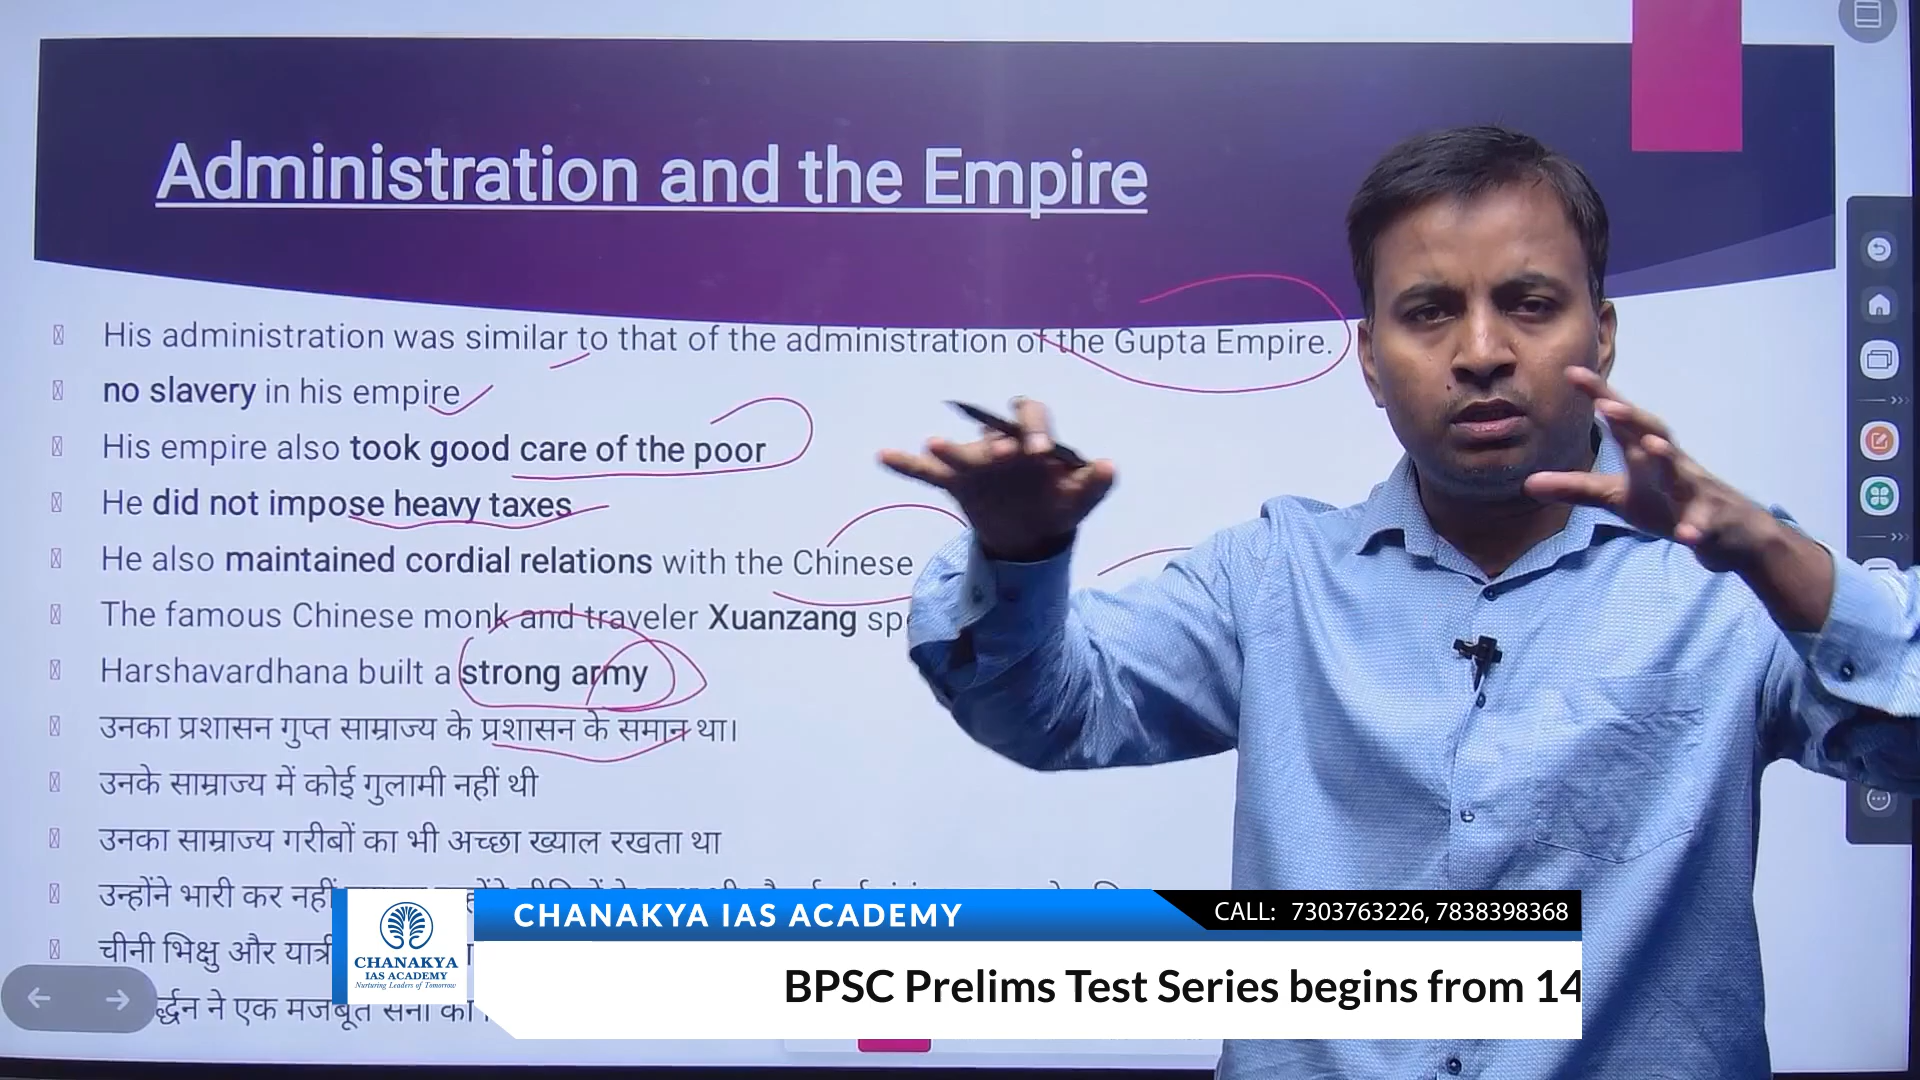 Administration and the Empire
His administration was similar to that of the administration of the Gupta Empire.
no slavery in his empire
His empire also took good care of the poor
He did not impose heavy taxes
He also maintained cordial relations with the Chinese
The famous Chinese monk and traveler Xuanzang
Harshavardhana built a strong army
उनका प्रशासन गुप्त साम्राज्य के प्रशासन के समान था।
उनके साम्राज्य में कोई गुलामी नहीं थी
उनका साम्राज्य गरीबों का भी अच्छा ख्याल रखता था
उन्होंने भारी कर
चीनी भिक्षु और
ने एक मजबूत सेना का
CHANAKYA IAS ACADEMY
CALL: 7303763226, 7838398368
CHANAKYA
IAS ACADEMY
Nurturing Leaders of Tomorrow
BPSC Prelims Test Series begins from 14